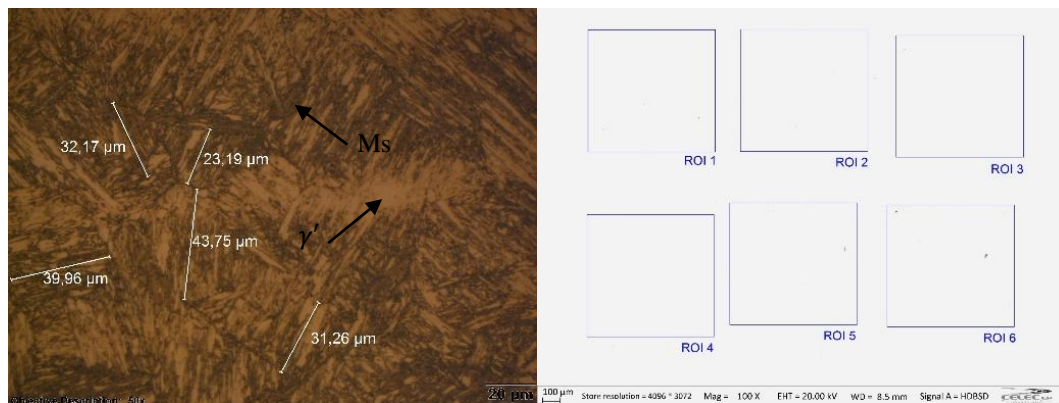 32,17 µm
23,19 µm
Ms
γ'
43,75 µm
39,96 µm
31,26 µm
20 µm
ROI 1
ROI 2
ROI 3
ROI 4
ROI 5
ROI 6
100 µm Store resolution = 4096 * 3072 Mag = 100 X EHT = 20.00 kV WD = 8.5 mm Signal A = HDBSD